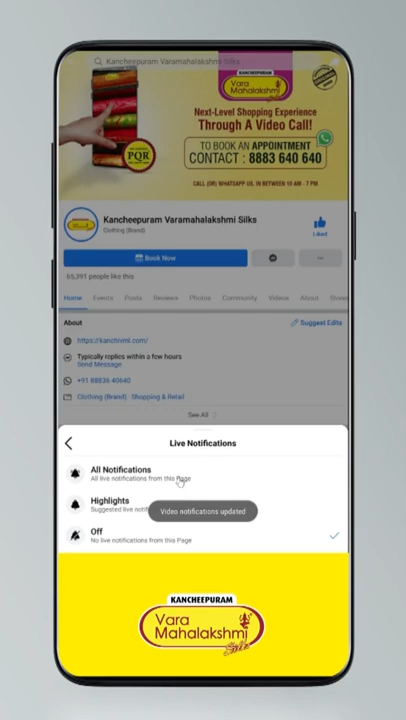 Kancheepuram Varamahalakshmi Silks
KANCHEEPURAM
Vara
Mahalakshmi
Next-Level Shopping Experience
Through A Video Call!
TO BOOK AN APPOINTMENT
CONTACT : 8883 640 640
CALL (OR) WHATSAPP US, IN BETWEEN 10 AM - 7 PM
PQR
Kancheepuram Varamahalakshmi Silks
Clothing (Brand)
Liked
Book Now
65,391 people like this
Home Events Posts Reviews Photos Community Videos About
About
Suggest Edits
https://kanchivml.com/
Typically replies within a few hours
Send Message
+91 88836 40640
Clothing (Brand) · Shopping & Retail
See All
Live Notifications
All Notifications
All live notifications from this Page
Highlights
Suggested live
Video notifications updated
Off
No live notifications from this Page
KANCHEEPURAM
Vara
Mahalakshmi
Silks